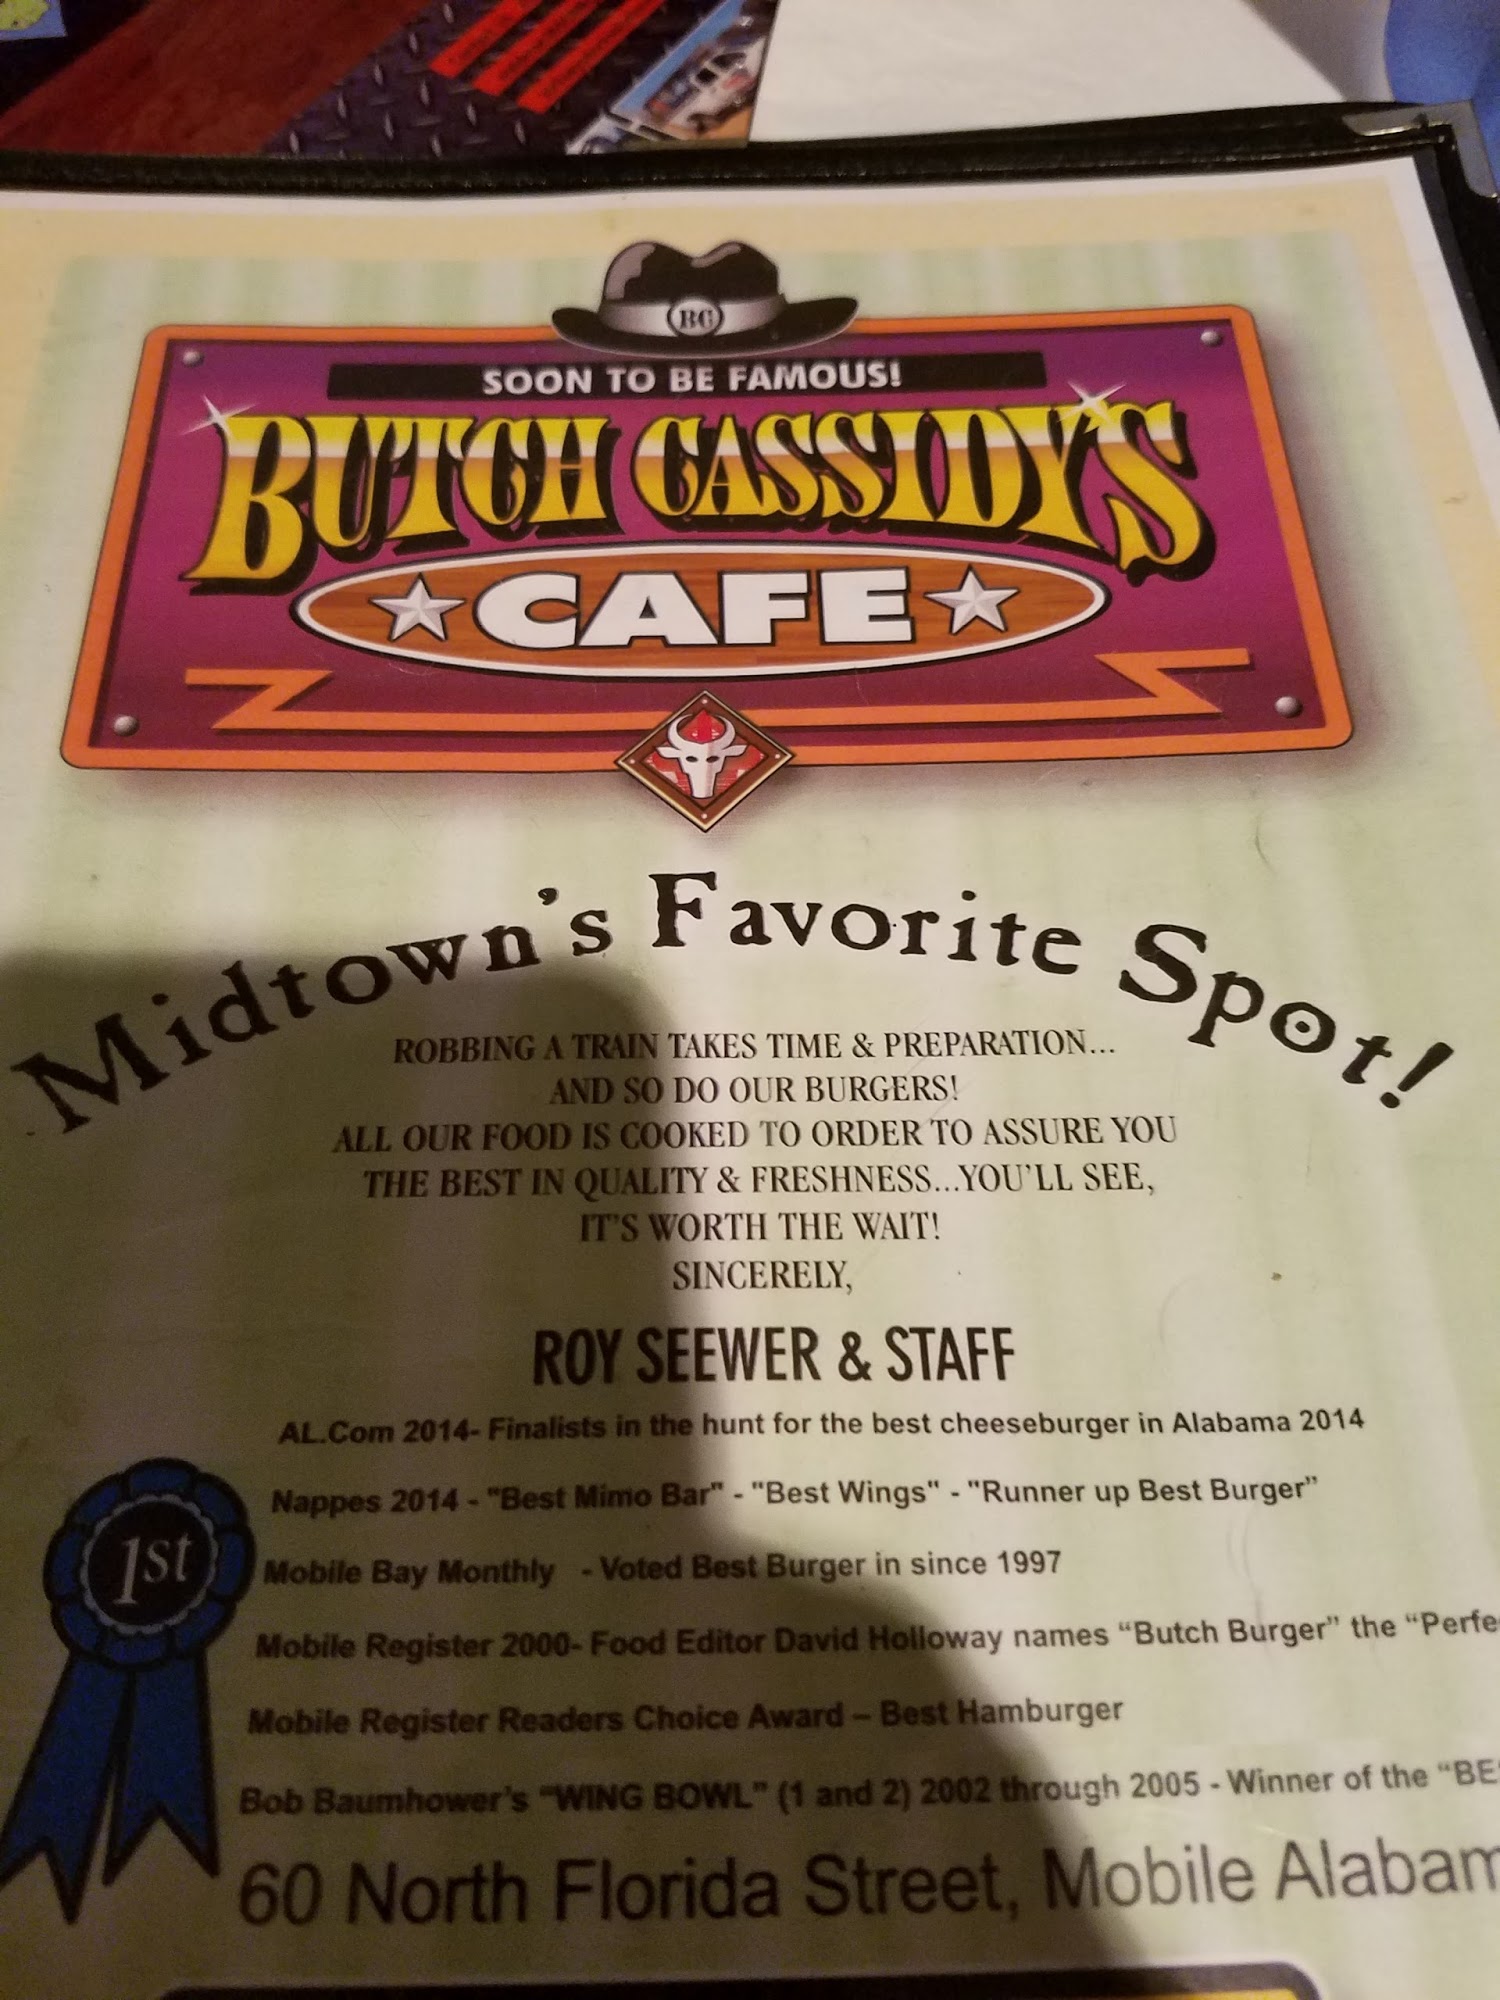 BC
SOON TO BE FAMOUS!
BUTCH CASSIDY'S
CAFE
Midtown's Favorite Spot!
ROBBING A TRAIN TAKES TIME & PREPARATION...
AND SO DO OUR BURGERS!
ALL OUR FOOD IS COOKED TO ORDER TO ASSURE YOU
THE BEST IN QUALITY & FRESHNESS...YOU'LL SEE,
IT'S WORTH THE WAIT!
SINCERELY,
ROY SEEWER & STAFF
AL.Com 2014- Finalists in the hunt for the best cheeseburger in Alabama 2014
Nappes 2014 - "Best Mimo Bar" - "Best Wings" - "Runner up Best Burger”
1st
Mobile Bay Monthly - Voted Best Burger in since 1997
Mobile Register 2000- Food Editor David Holloway names “Butch Burger” the “Perfe
Mobile Register Readers Choice Award – Best Hamburger
Bob Baumhower's “WING BOWL” (1 and 2) 2002 through 2005 - Winner of the “BE
60 North Florida Street, Mobile Alabam